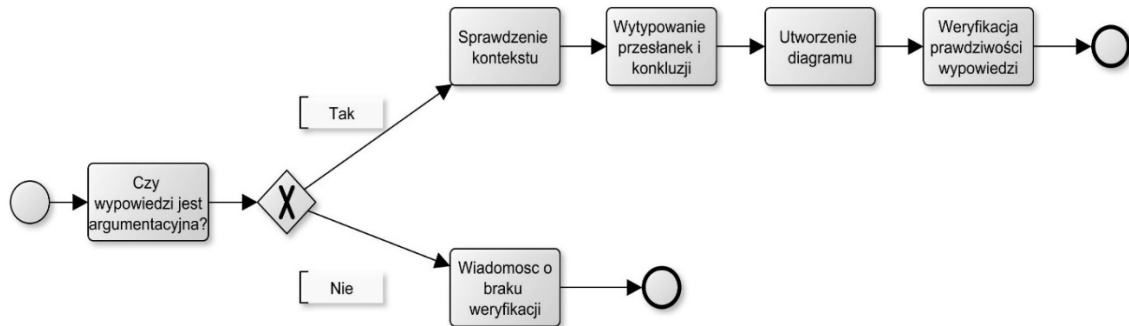 Sprawdzenie
kontekstu
Wytypowanie
przesłanek i
konkluzji
Utworzenie
diagramu
Weryfikacja
prawdziwości
wypowiedzi
Tak
Czy
wypowiedzi jest
argumentacyjna?
X
Nie
Wiadomosc o
braku
weryfikacji